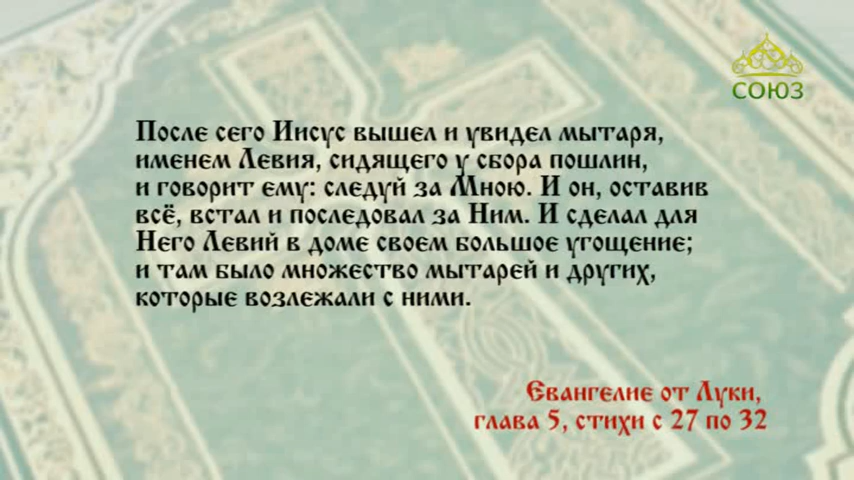 СОЮЗ
После сего Иисус вышел и увидел мытаря,
именем Левия, сидящего у сбора пошлин,
и говорит ему: следуй за Мною. И он, оставив
всё, встал и последовал за Ним. И сделал для
Него Левий в доме своем большое угощение;
и там было множество мытарей и других,
которые возлежали с ними.
Евангелие от Луки,
глава 5, стихи с 27 по 32